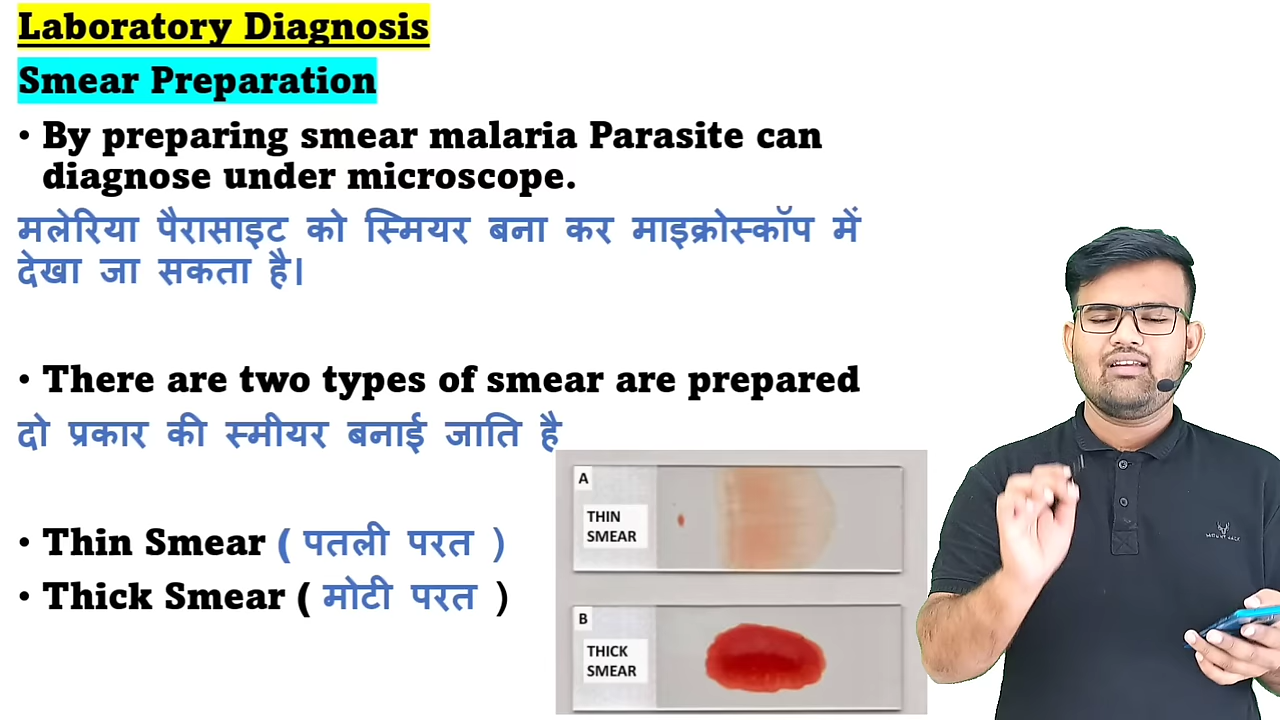 Laboratory Diagnosis
Smear Preparation
• By preparing smear malaria Parasite can
diagnose under microscope.
मलेरिया पैरासाइट को स्मियर बना कर माइक्रोस्कॉप में
देखा जा सकता है।
• There are two types of smear are prepared
दो प्रकार की स्मीयर बनाई जाति है
• Thin Smear ( पतली परत )
• Thick Smear ( मोटी परत )
A
THIN
SMEAR
B
THICK
SMEAR